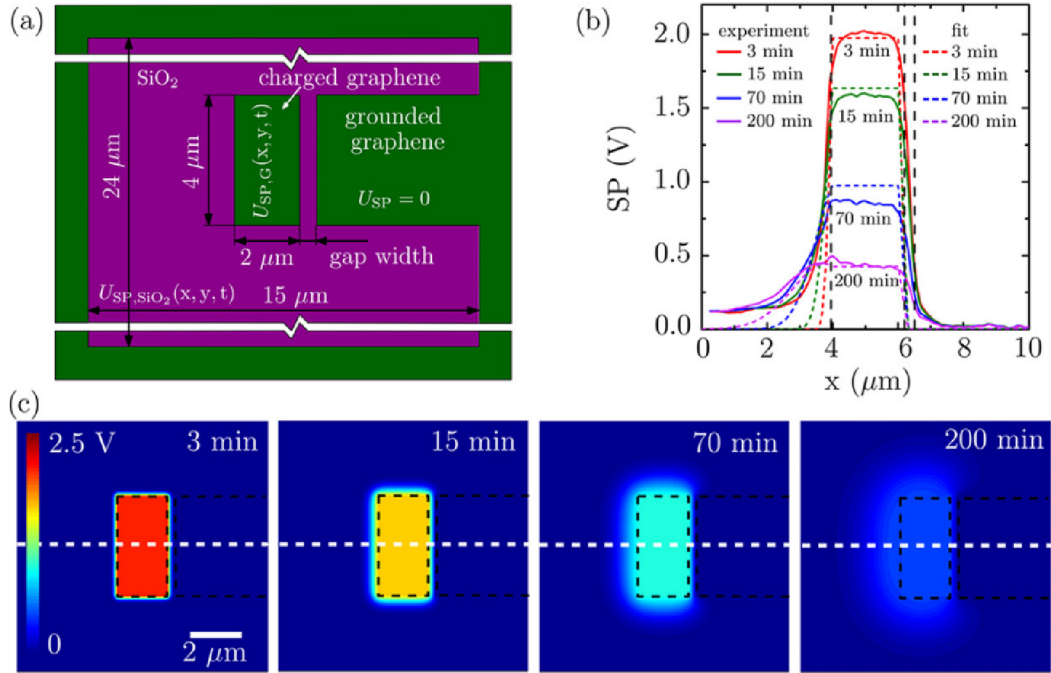 (a)
SiO₂
charged graphene
24 μm
4 μm
U_SP,G(x, y, t)
grounded
graphene
U_SP = 0
2 μm
gap width
U_SP,SiO₂(x, y, t)
15 μm
(b)
experiment
3 min
15 min
70 min
200 min
fit
3 min
15 min
70 min
200 min
3 min
15 min
70 min
200 min
SP (V)
2.0
1.5
1.0
0.5
0.0
0 2 4 6 8 10
x (μm)
(c)
2.5 V
0
3 min
2 μm
15 min
70 min
200 min